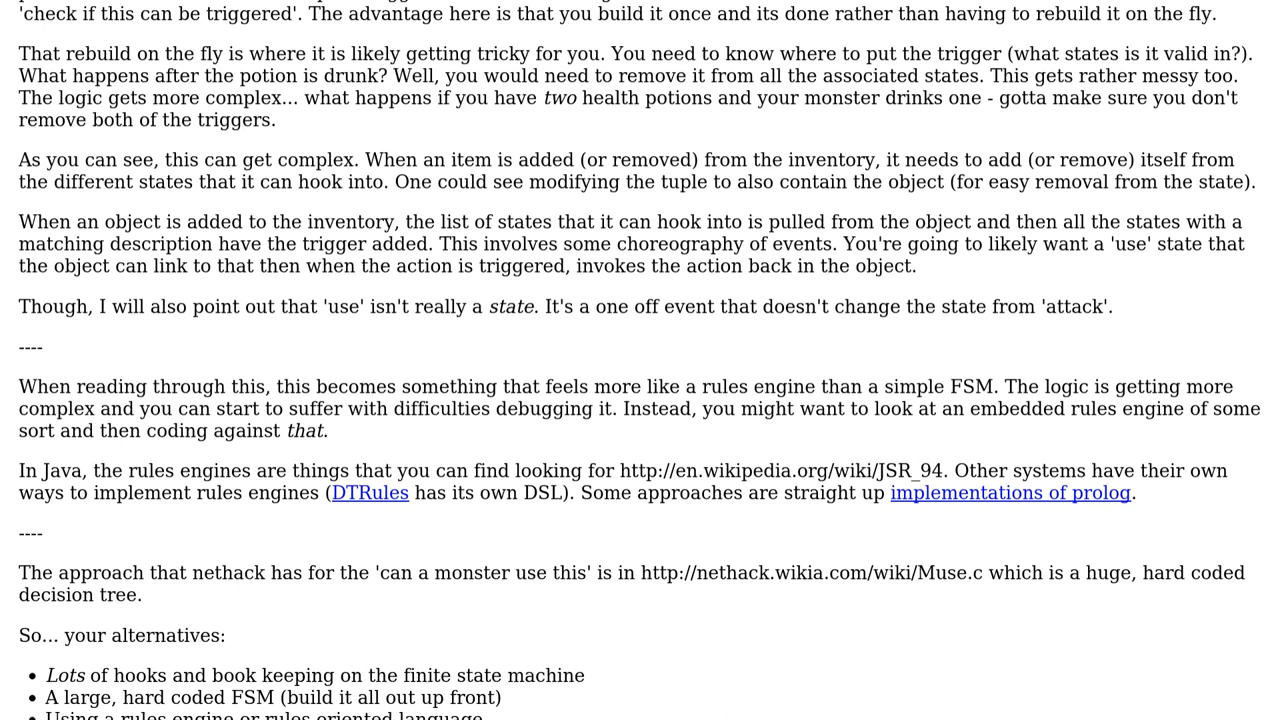 'check if this can be triggered'. The advantage here is that you build it once and its done rather than having to rebuild it on the fly.
That rebuild on the fly is where it is likely getting tricky for you. You need to know where to put the trigger (what states is it valid in?).
What happens after the potion is drunk? Well, you would need to remove it from all the associated states. This gets rather messy too.
The logic gets more complex... what happens if you have two health potions and your monster drinks one - gotta make sure you don't
remove both of the triggers.
As you can see, this can get complex. When an item is added (or removed) from the inventory, it needs to add (or remove) itself from
the different states that it can hook into. One could see modifying the tuple to also contain the object (for easy removal from the state).
When an object is added to the inventory, the list of states that it can hook into is pulled from the object and then all the states with a
matching description have the trigger added. This involves some choreography of events. You're going to likely want a 'use' state that
the object can link to that then when the action is triggered, invokes the action back in the object.
Though, I will also point out that 'use' isn't really a state. It's a one off event that doesn't change the state from 'attack'.
----
When reading through this, this becomes something that feels more like a rules engine than a simple FSM. The logic is getting more
complex and you can start to suffer with difficulties debugging it. Instead, you might want to look at an embedded rules engine of some
sort and then coding against that.
In Java, the rules engines are things that you can find looking for http://en.wikipedia.org/wiki/JSR_94. Other systems have their own
ways to implement rules engines (DTRules has its own DSL). Some approaches are straight up implementations of prolog.
----
The approach that nethack has for the 'can a monster use this' is in http://nethack.wikia.com/wiki/Muse.c which is a huge, hard coded
decision tree.
So... your alternatives:
• Lots of hooks and book keeping on the finite state machine
• A large, hard coded FSM (build it all out up front)
• Using a rules engine or rules oriented language